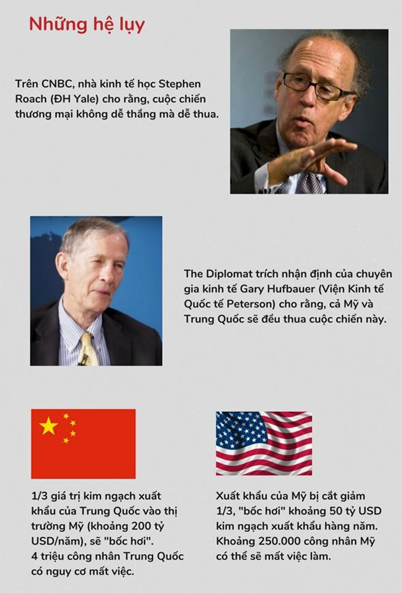 Những hệ lụy
Trên CNBC, nhà kinh tế học Stephen
Roach (ĐH Yale) cho rằng, cuộc chiến
thương mại không dễ thắng mà dễ thua.
The Diplomat trích nhận định của chuyên
gia kinh tế Gary Hufbauer (Viện Kinh tế
Quốc tế Peterson) cho rằng, cả Mỹ và
Trung Quốc sẽ đều thua cuộc chiến này.
1/3 giá trị kim ngạch xuất
khẩu của Trung Quốc vào thị
trường Mỹ (khoảng 200 tỷ
USD/năm), sẽ "bốc hơi".
4 triệu công nhân Trung Quốc
có nguy cơ mất việc.
Xuất khẩu của Mỹ bị cắt giảm
1/3, "bốc hơi" khoảng 50 tỷ USD
kim ngạch xuất khẩu hàng năm.
Khoảng 250.000 công nhân Mỹ
có thể sẽ mất việc làm.